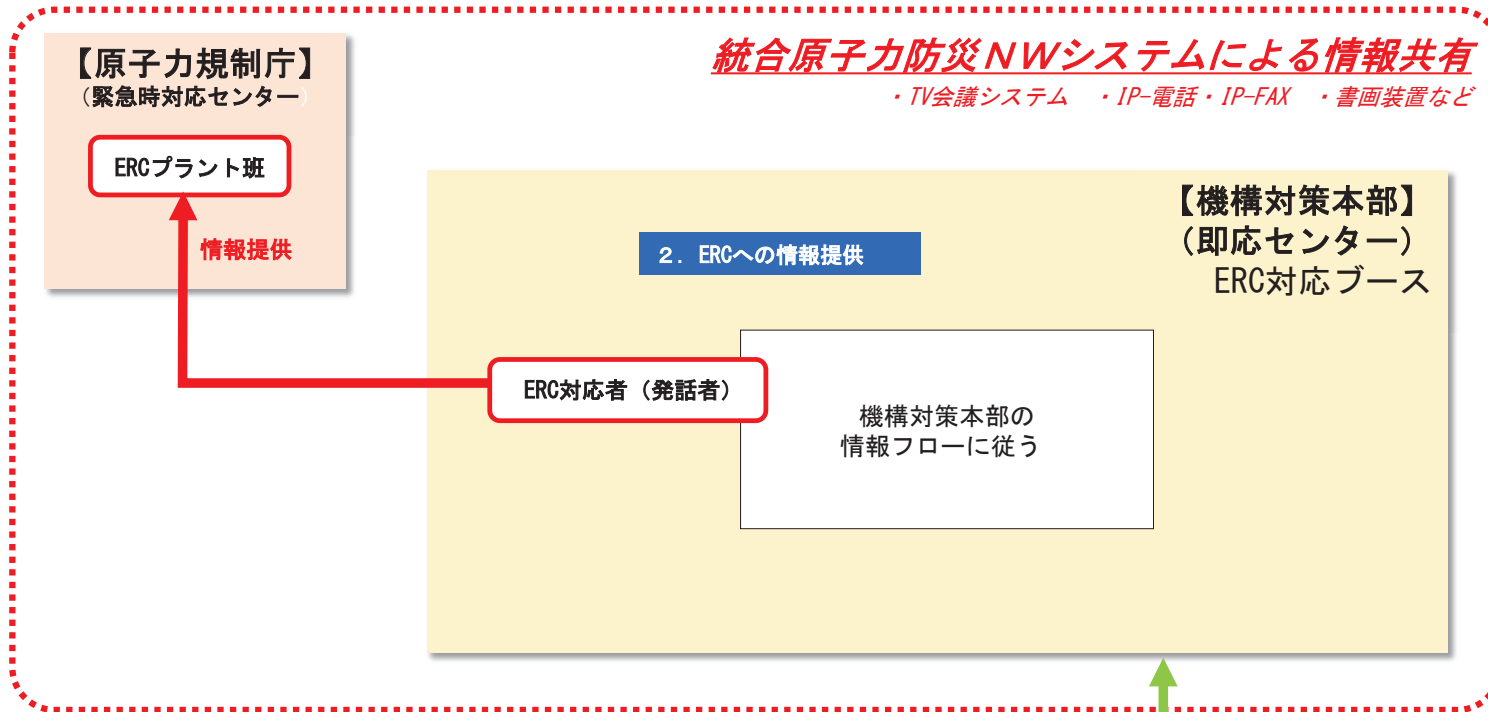 【原子力規制庁】
（緊急時対応センター）
ERCプラント班
情報提供
統合原子力防災ＮＷシステムによる情報共有
・TV会議システム　・IP-電話・IP-FAX　・書画装置など
【機構対策本部】
（即応センター）
ERC対応ブース
２．ERCへの情報提供
ERC対応者（発話者）
機構対策本部の
情報フローに従う